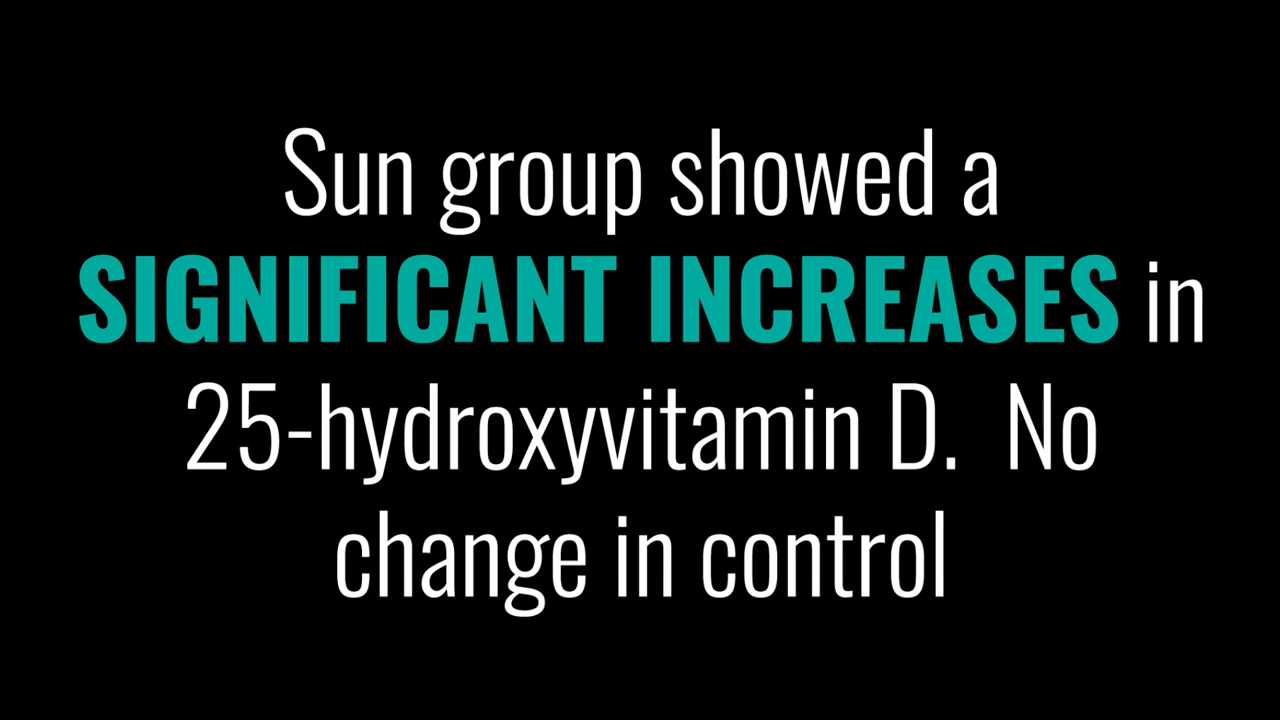 Sun group showed a
SIGNIFICANT INCREASES in
25-hydroxyvitamin D.  No
change in control